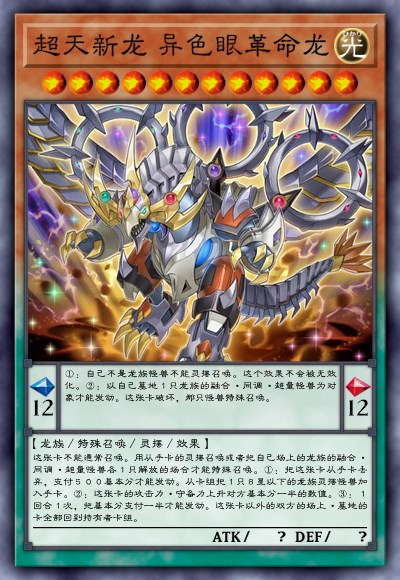 超天新龙 异色眼革命龙
光
ひかり
①：自己不是龙族怪兽不能灵摆召唤。这个效果不会被无效
化。②：以自己墓地１只龙族的融合·同调·超量怪兽为对
象才能发动。这张卡破坏，那只怪兽特殊召唤。
12
12
【龙族／特殊召唤／灵摆／效果】
这张卡不能通常召唤。用从手卡的灵摆召唤或者把自己场上的龙族的融合·
同调·超量怪兽各１只解放的场合才能特殊召唤。①：把这张卡从手卡丢
弃，支付５００基本分才能发动。从卡组把１只８星以下的龙族灵摆怪兽加
入手卡。②：这张卡的攻击力·守备力上升对方基本分一半的数值。③：１
回合１次，把基本分支付一半才能发动。这张卡以外的双方的场上·墓地的
卡全部回到持有者卡组。
ATK/ ? DEF/ ?